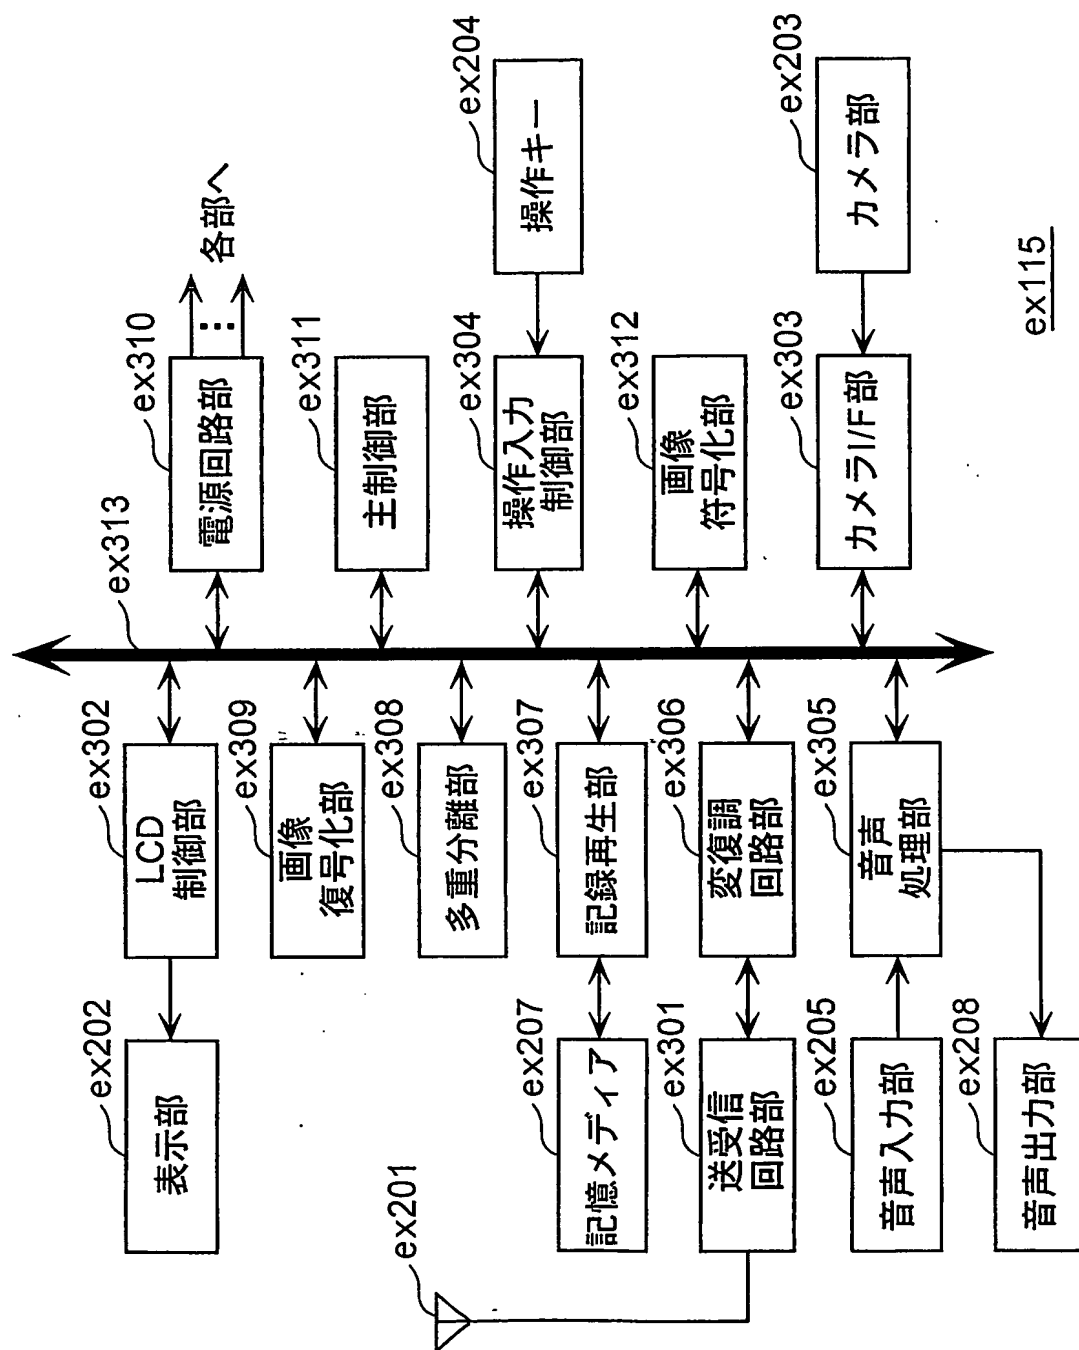 ex202
表示部
ex302
LCD
制御部
ex313
ex310
電源回路部
各部へ
…
ex309
画像
復号化部
ex311
主制御部
ex201
ex308
多重分離部
ex304
操作入力
制御部
ex204
操作キー
ex207
記憶メディア
ex307
記録再生部
ex312
画像
符号化部
ex301
送受信
回路部
ex306
変復調
回路部
ex303
カメラI/F部
ex203
カメラ部
ex205
音声入力部
ex305
音声
処理部
ex208
音声出力部
ex115